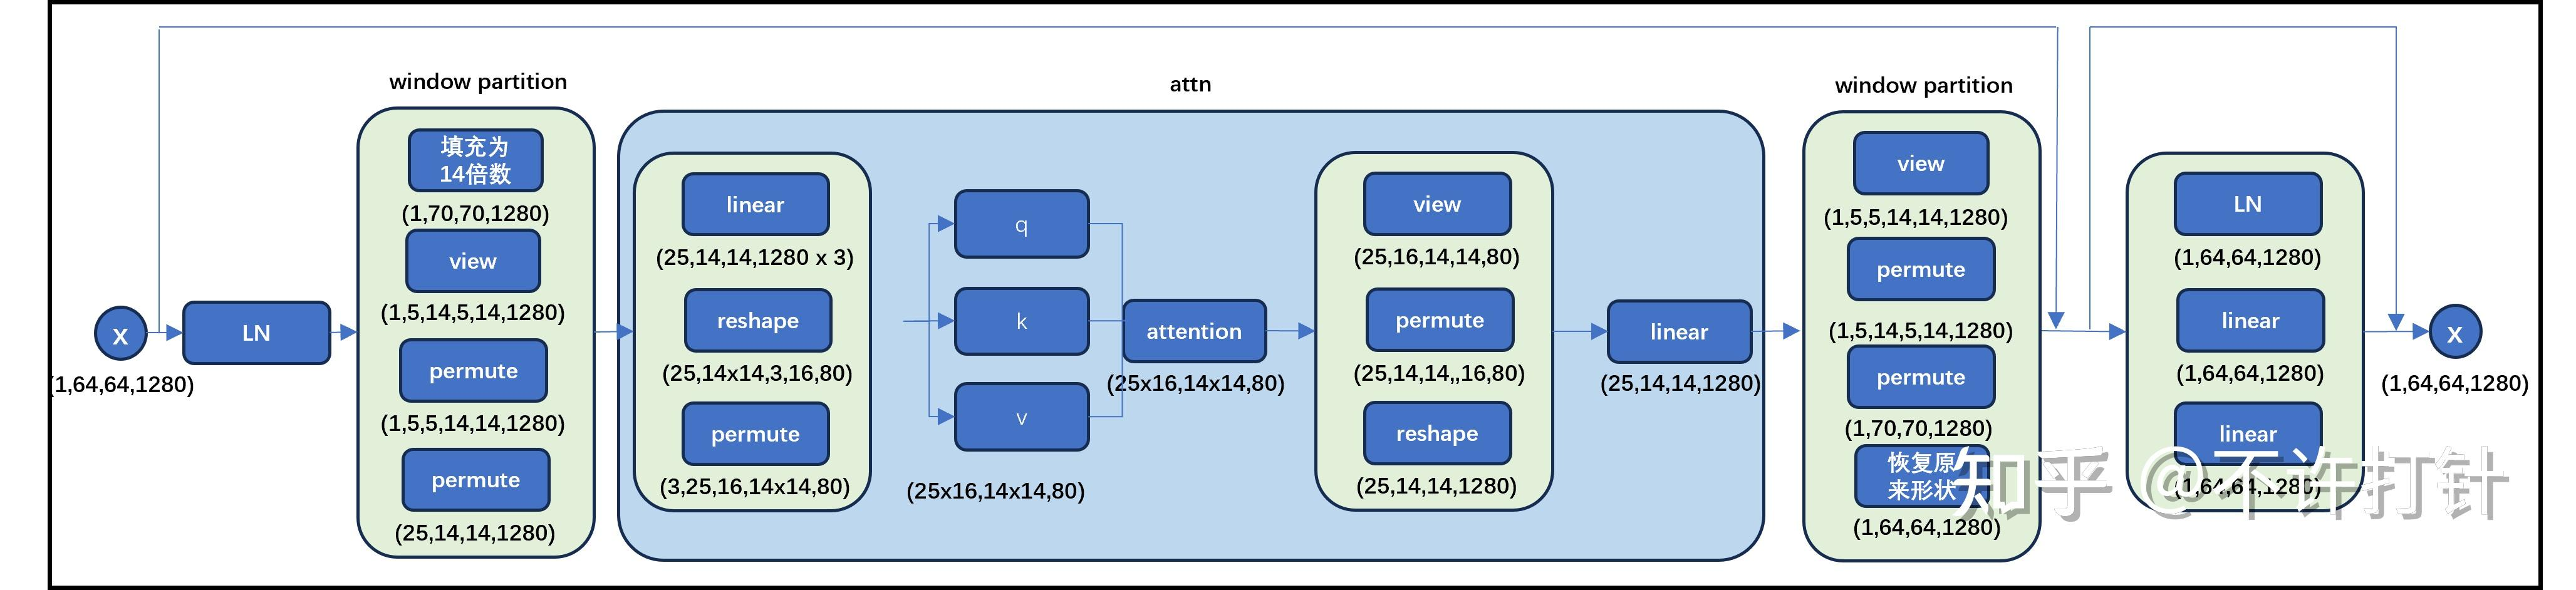 x
(1,64,64,1280)
LN
window partition
填充为
14倍数
(1,70,70,1280)
view
(1,5,14,5,14,1280)
permute
(1,5,5,14,14,1280)
permute
(25,14,14,1280)
attn
linear
(25,14,14,1280 x 3)
reshape
(25,14x14,3,16,80)
permute
(3,25,16,14x14,80)
q
k
v
(25x16,14x14,80)
attention
(25x16,14x14,80)
view
(25,16,14,14,80)
permute
(25,14,14,,16,80)
reshape
(25,14,14,1280)
linear
(25,14,14,1280)
window partition
view
(1,5,5,14,14,1280)
permute
(1,5,14,5,14,1280)
permute
(1,70,70,1280)
恢复原
来形状
(1,64,64,1280)
LN
(1,64,64,1280)
linear
(1,64,64,1280)
linear
(1,64,64,1280)
x
(1,64,64,1280)
知乎 @不许打针